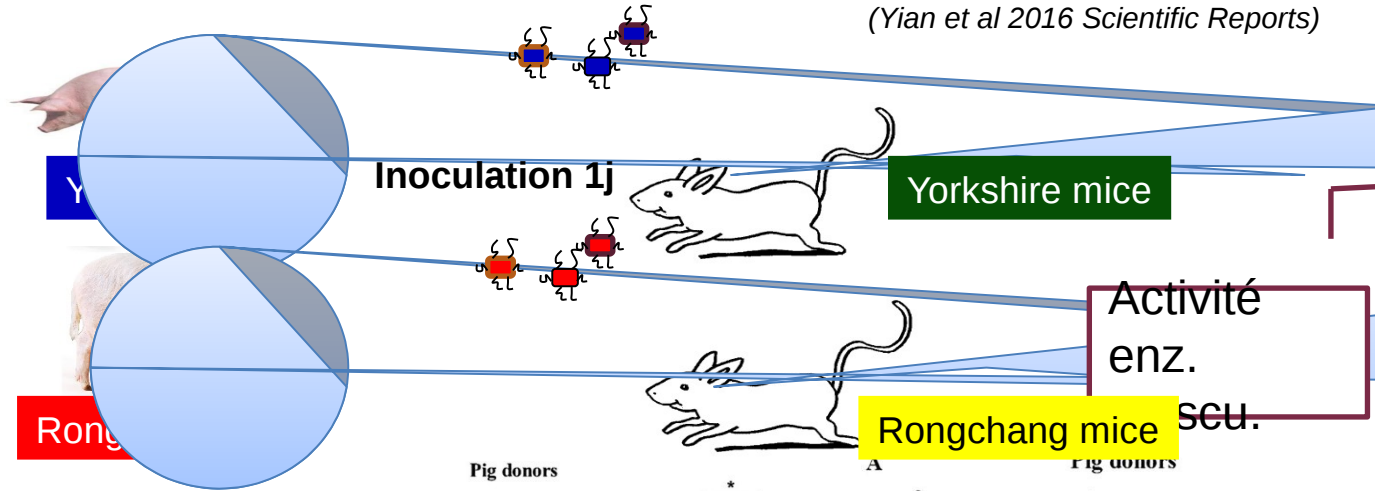 (Yian et al 2016 Scientific Reports)
Inoculation 1j
Y
Yorkshire mice
Activité
enz.
scu.
Rong
Rongchang mice
Pig donors
A
Pig donors
*